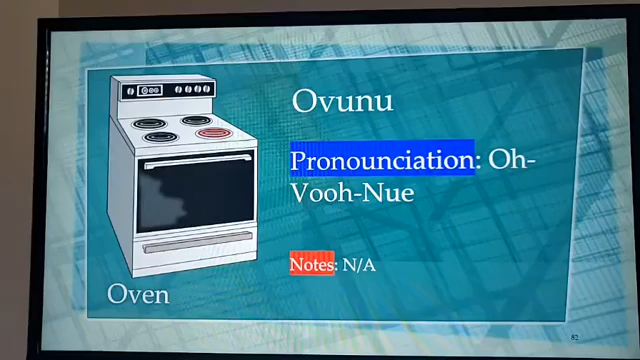 Ovunu
Pronounciation: Oh-
Vooh-Nue
Notes: N/A
Oven
82